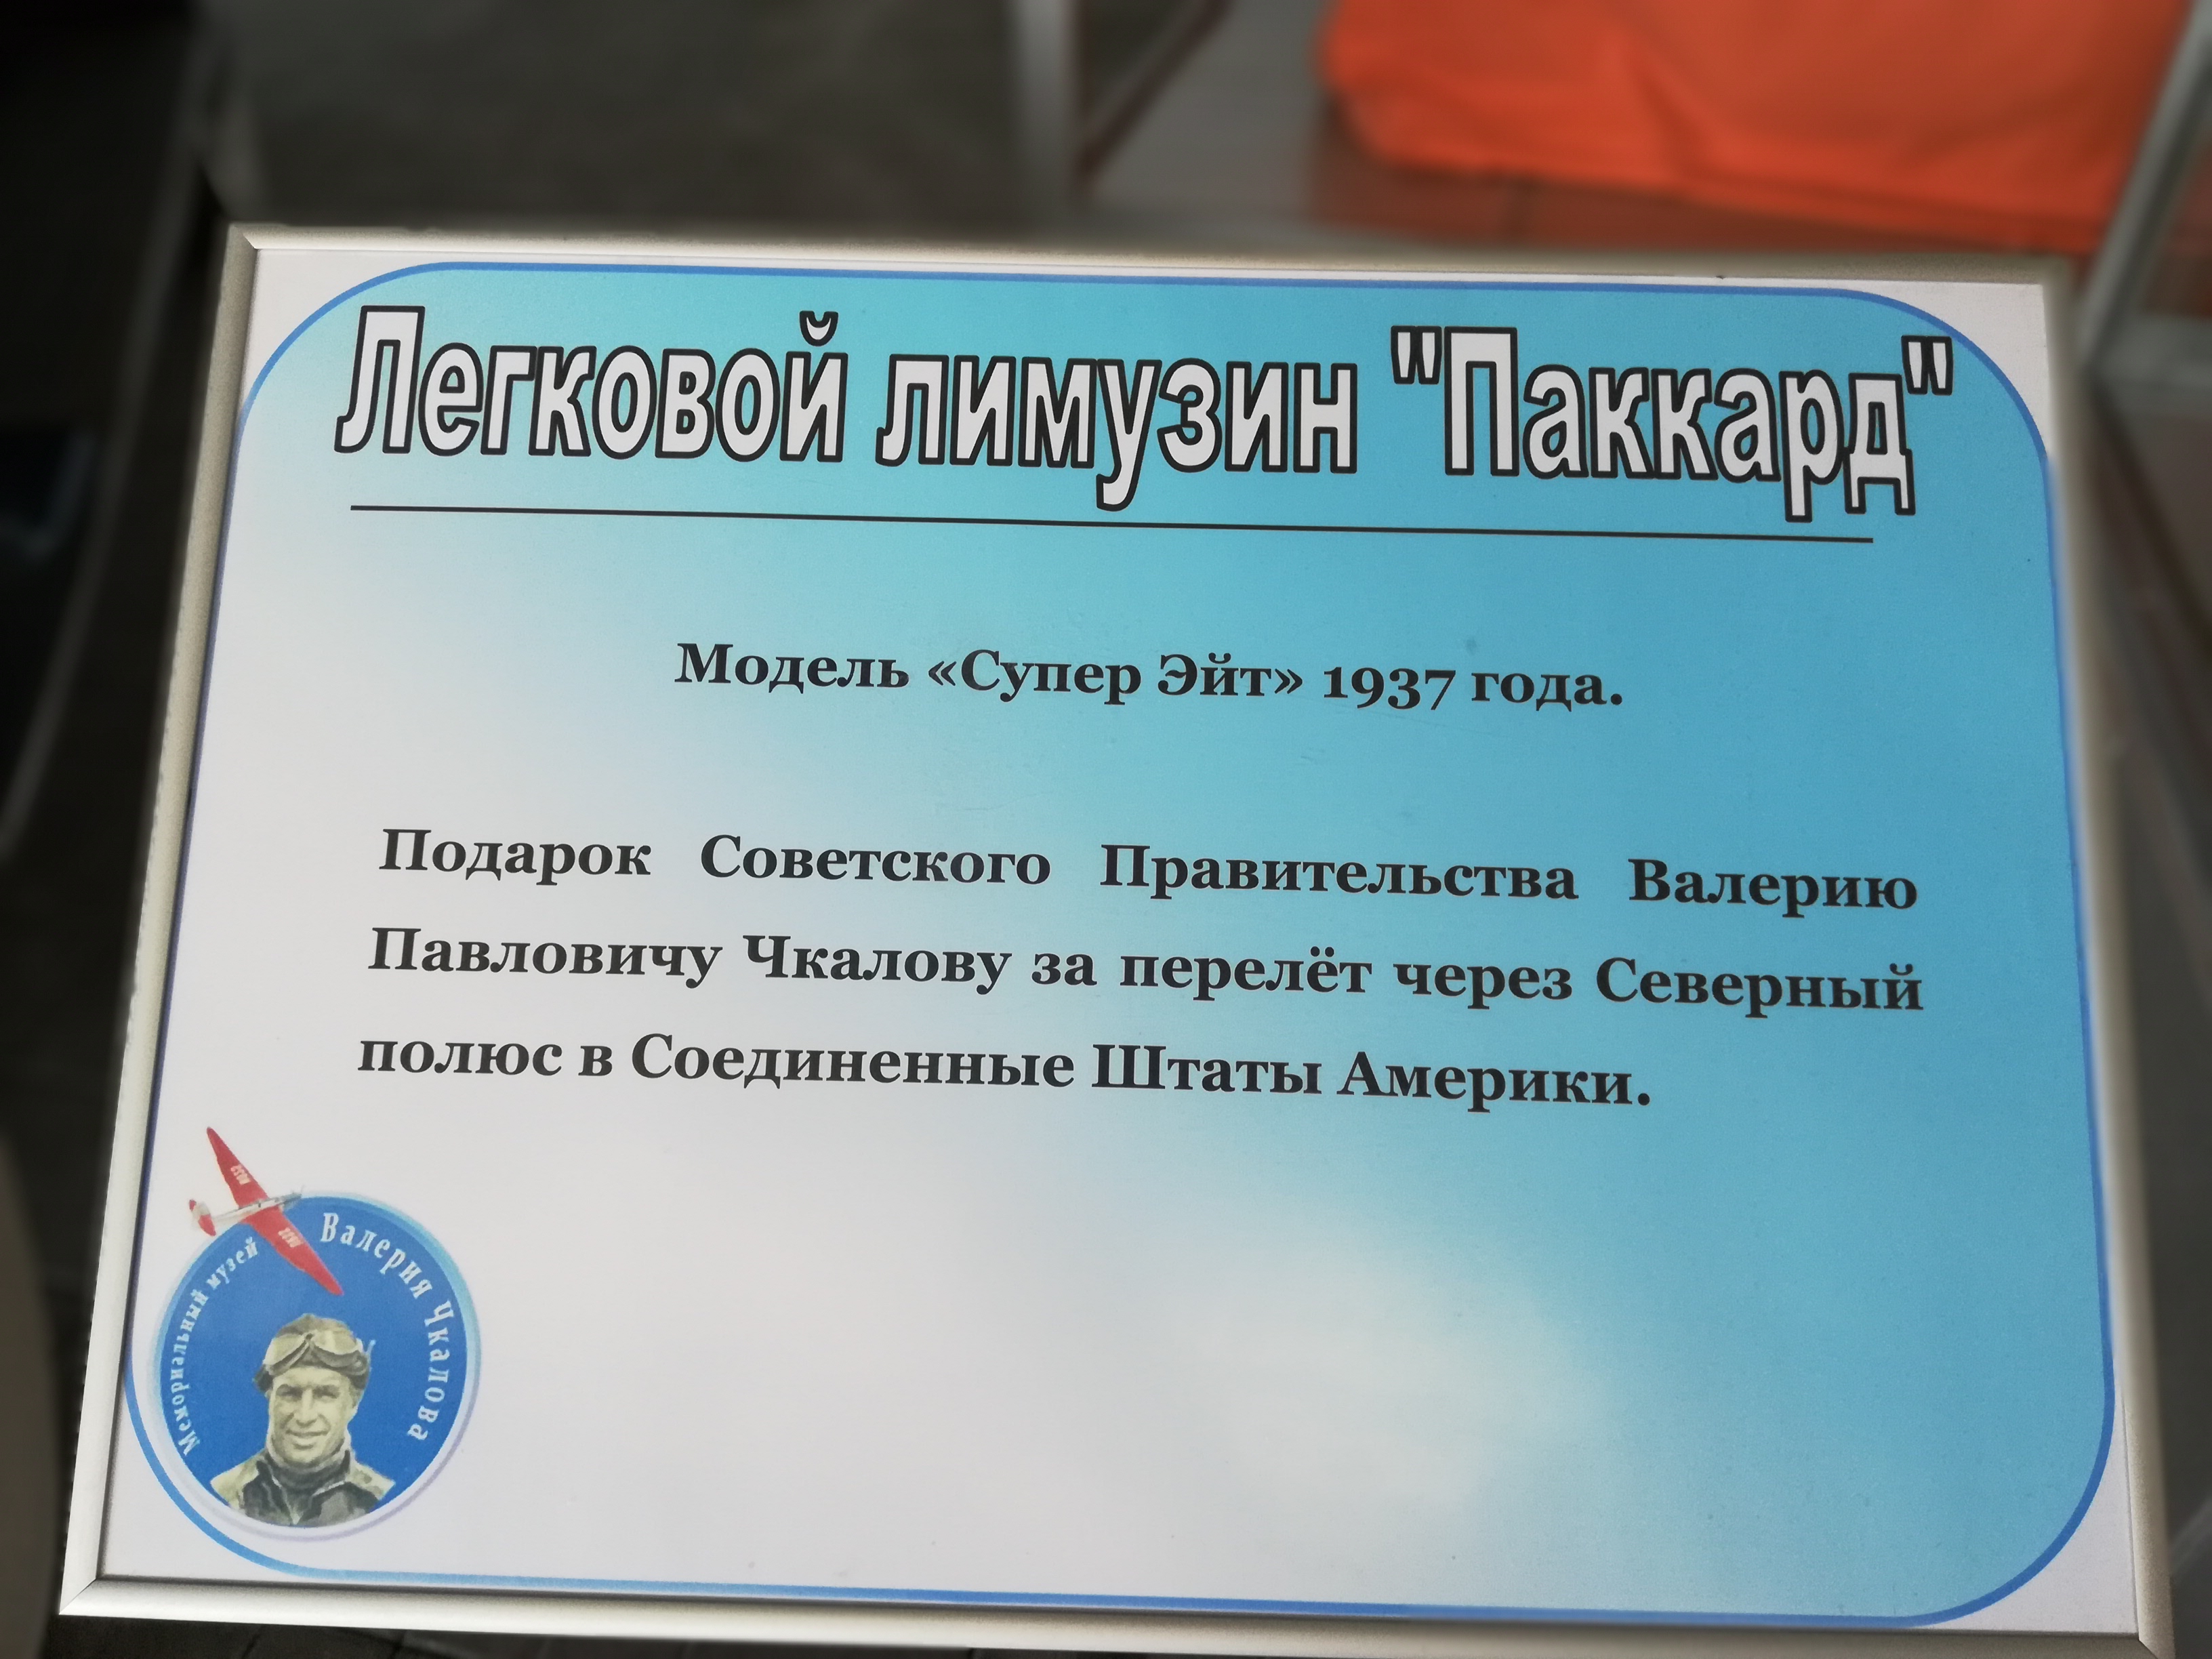 Легковой лимузин "Паккард"
Модель «Супер Эйт» 1937 года.
Подарок Советского Правительства Валерию
Павловичу Чкалову за перелёт через Северный
полюс в Соединенные Штаты Америки.
Мемориальный музей
Валерия Чкалова